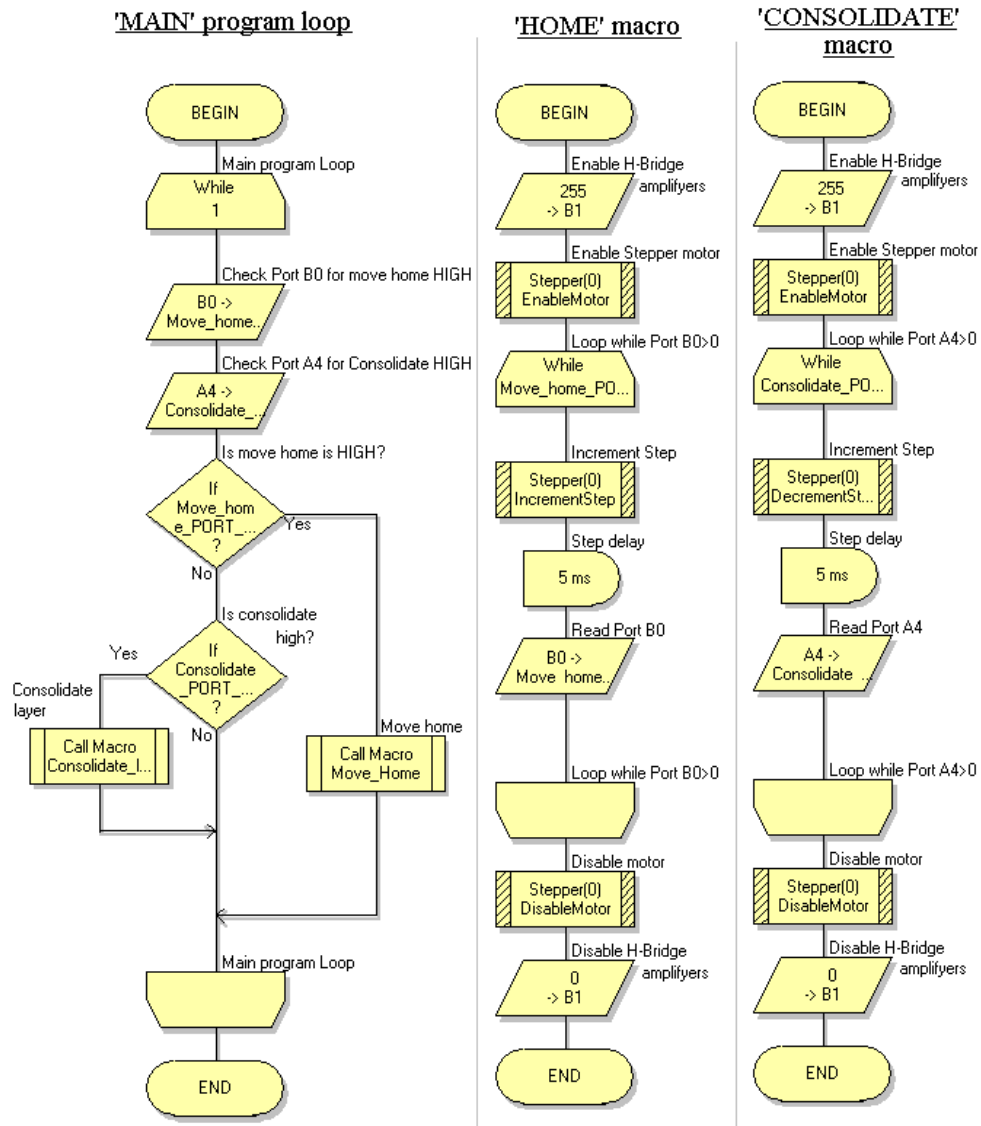 'MAIN' program loop
BEGIN
Main program Loop
While
1
Check Port B0 for move home HIGH
B0 ->
Move_home...
Check Port A4 for Consolidate HIGH
A4 ->
Consolidate_...
Is move home is HIGH?
If
Move_hom
e_PORT_...
?
Yes
No
Is consolidate
high?
If
Consolidate
_PORT_...
?
Yes
No
Consolidate
layer
Call Macro
Consolidate_l...
Move home
Call Macro
Move_Home
Main program Loop
END
'HOME' macro
BEGIN
Enable H-Bridge
amplifyers
255
-> B1
Enable Stepper motor
Stepper(0)
EnableMotor
Loop while Port B0>0
While
Move_home_PO...
Increment Step
Stepper(0)
IncrementStep
Step delay
5 ms
Read Port B0
B0 ->
Move_home...
Loop while Port B0>0
Disable motor
Stepper(0)
DisableMotor
Disable H-Bridge
amplifyers
0
-> B1
END
'CONSOLIDATE'
macro
BEGIN
Enable H-Bridge
amplifyers
255
-> B1
Enable Stepper motor
Stepper(0)
EnableMotor
Loop while Port A4>0
While
Consolidate_PO...
Increment Step
Stepper(0)
DecrementSt...
Step delay
5 ms
Read Port A4
A4 ->
Consolidate_...
Loop while Port A4>0
Disable motor
Stepper(0)
DisableMotor
Disable H-Bridge
amplifyers
0
-> B1
END